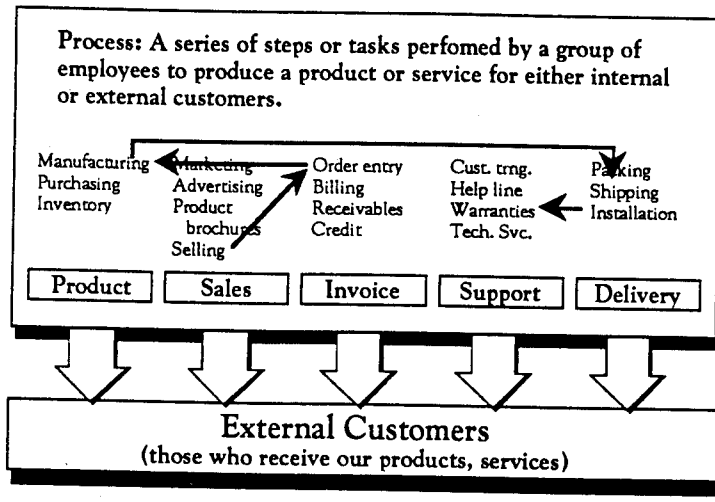 Process: A series of steps or tasks perfomed by a group of
employees to produce a product or service for either internal
or external customers.
Manufacturing
Purchasing
Inventory
Marketing
Advertising
Product
brochures
Selling
Order entry
Billing
Receivables
Credit
Cust. trng.
Help line
Warranties
Tech. Svc.
Packing
Shipping
Installation
Product
Sales
Invoice
Support
Delivery
External Customers
(those who receive our products, services)